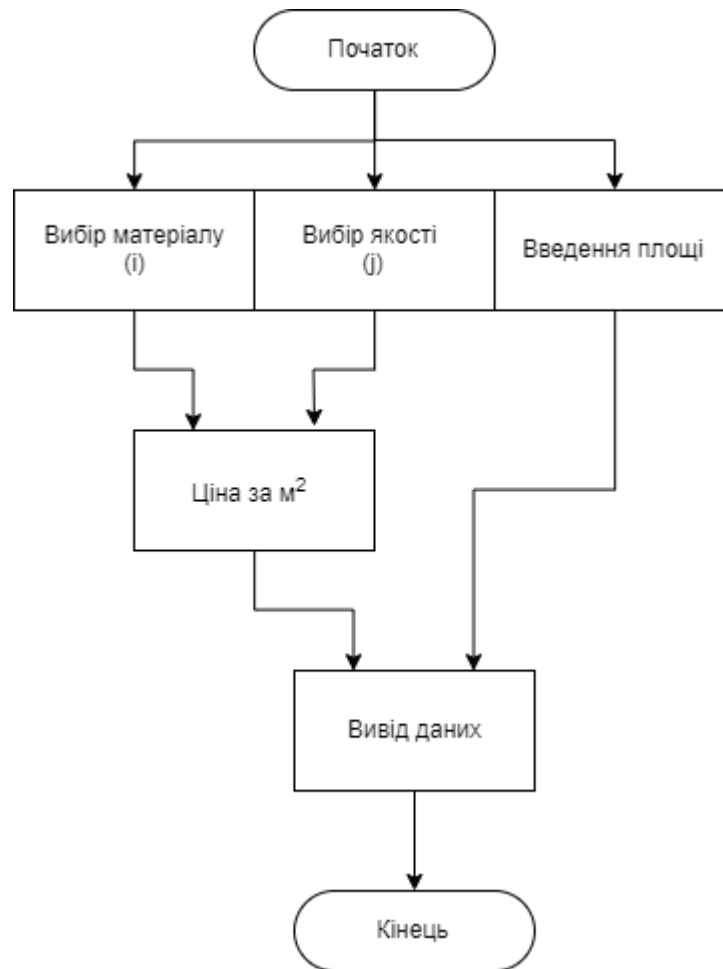 Початок
Вибір матеріалу
(i)
Вибір якості
(j)
Введення площі
Ціна за м²
Вивід даних
Кінець